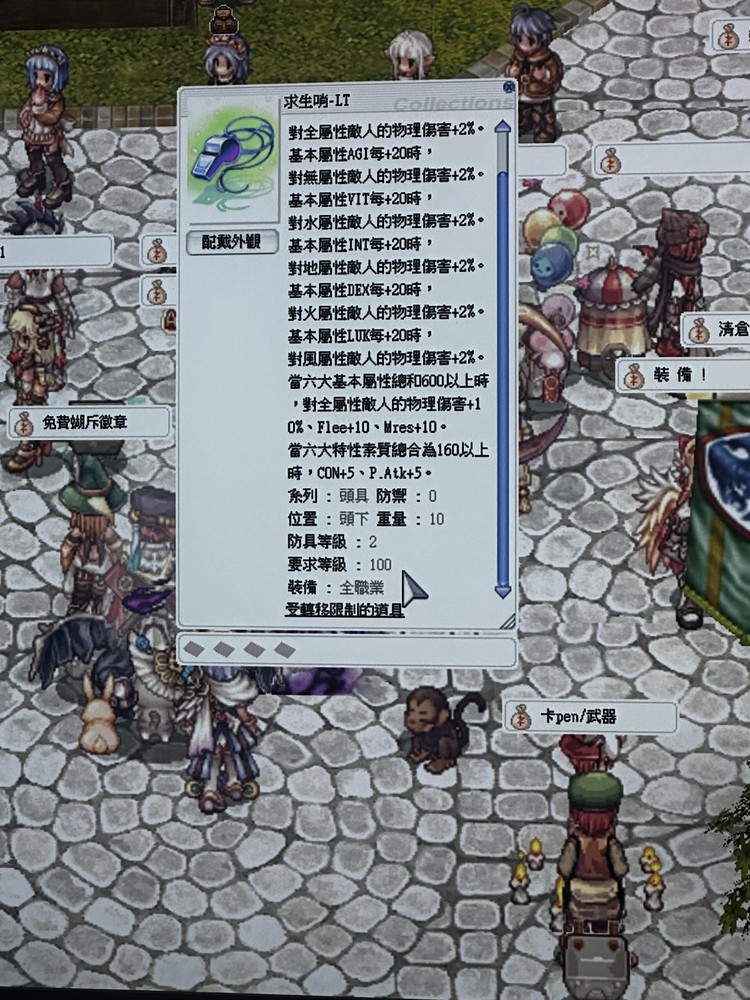 求生哨-LT
Collections
對全屬性敵人的物理傷害+2%。
基本屬性AGI每+20時,
對無屬性敵人的物理傷害+2%。
基本屬性VIT每+20時,
對水屬性敵人的物理傷害+2%。
基本屬性INT每+20時,
對地屬性敵人的物理傷害+2%。
基本屬性DEX每+20時,
對火屬性敵人的物理傷害+2%。
基本屬性LUK每+20時,
對風屬性敵人的物理傷害+2%。
當六大基本屬性總和600以上時
,對全屬性敵人的物理傷害+1
0%、Flee+10、Mres+10。
當六大特性素質總合為160以上
時,CON+5、P.Atk+5。
系列 : 頭具 防禦 : 0
位置 : 頭下 重量 : 10
防具等級 : 2
要求等級 : 100
裝備 : 全職業
受轉移限制的道具
配戴外觀
1
免費蝴斥徽章
清倉
裝 備 !
卡pen/武器